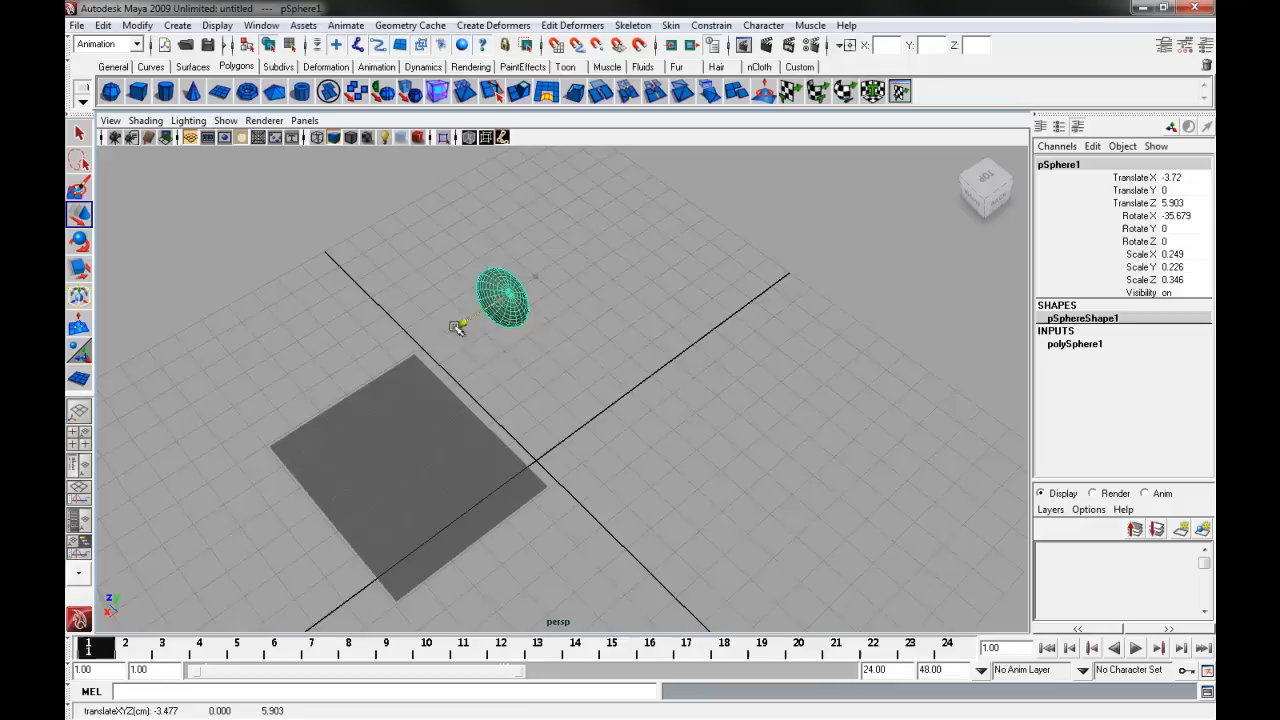 Autodesk Maya 2009 Unlimited: untitled --- pSphere1
File Edit Modify Create Display Window Assets Animate Geometry Cache Create Deformers Edit Deformers Skeleton Skin Constrain Character Muscle Help
Animation X: Y: Z:
General Curves Surfaces Polygons Subdivs Deformation Animation Dynamics Rendering PaintEffects Toon Muscle Fluids Fur Hair nCloth Custom
View Shading Lighting Show Renderer Panels
Channels Edit Object Show
pSphere1
Translate X -3.72
Translate Y 0
Translate Z 5.903
Rotate X -35.679
Rotate Y 0
Rotate Z 0
Scale X 0.249
Scale Y 0.226
Scale Z 0.346
Visibility on
SHAPES
pSphereShape1
INPUTS
polySphere1
TOP
Display Render Anim
Layers Options Help
zy
x
persp
1 2 3 4 5 6 7 8 9 10 11 12 13 14 15 16 17 18 19 20 21 22 23 24
1
1.00
1.00 1.00 24.00 48.00 No Anim Layer No Character Set
MEL
translateXYZ(cm): -3.477 0.000 5.903